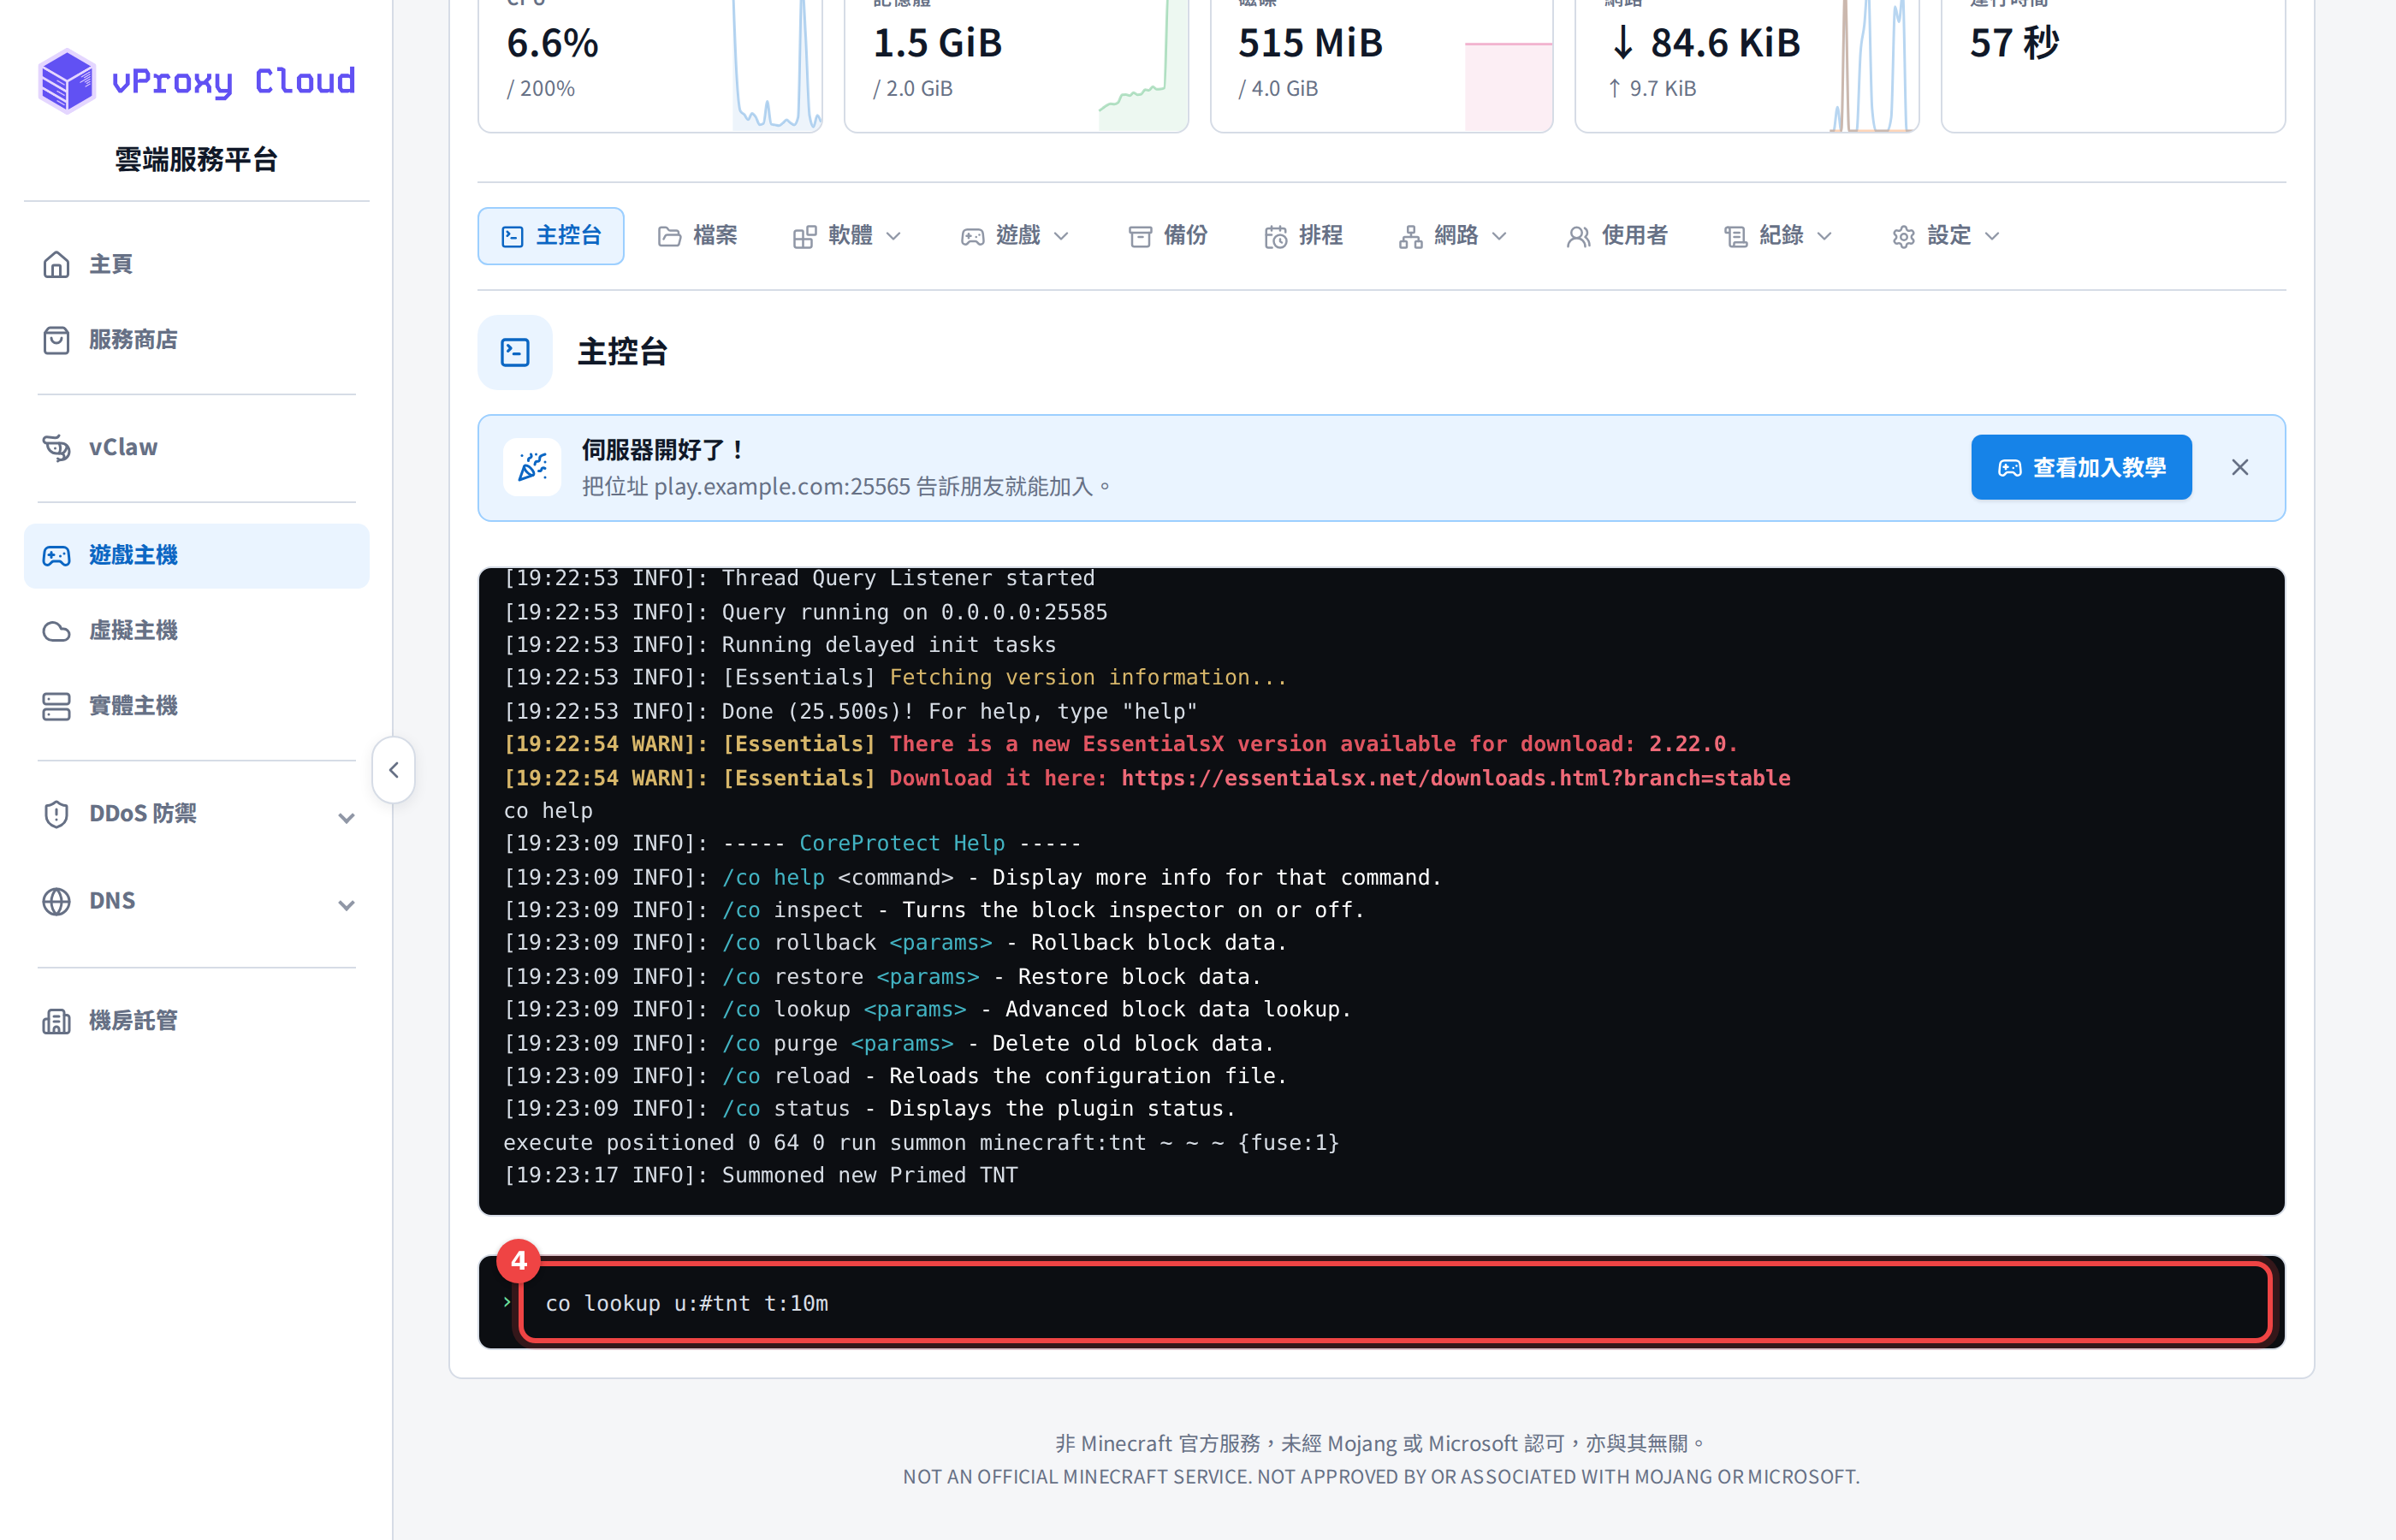 vProxy Cloud
雲端服務平台
主頁
服務商店
vClaw
遊戲主機
虛擬主機
實體主機
DDoS 防禦
DNS
機房託管
6.6%
/ 200%
1.5 GiB
/ 2.0 GiB
515 MiB
/ 4.0 GiB
↓ 84.6 KiB
↑ 9.7 KiB
57 秒
主控台 檔案 軟體 遊戲 備份 排程 網路 使用者 紀錄 設定
主控台
伺服器開好了！
把位址 play.example.com:25565 告訴朋友就能加入。
查看加入教學
[19:22:53 INFO]: Thread Query Listener started
[19:22:53 INFO]: Query running on 0.0.0.0:25585
[19:22:53 INFO]: Running delayed init tasks
[19:22:53 INFO]: [Essentials] Fetching version information...
[19:22:53 INFO]: Done (25.500s)! For help, type "help"
[19:22:54 WARN]: [Essentials] There is a new EssentialsX version available for download: 2.22.0.
[19:22:54 WARN]: [Essentials] Download it here: https://essentialsx.net/downloads.html?branch=stable
co help
[19:23:09 INFO]: ----- CoreProtect Help -----
[19:23:09 INFO]: /co help <command> - Display more info for that command.
[19:23:09 INFO]: /co inspect - Turns the block inspector on or off.
[19:23:09 INFO]: /co rollback <params> - Rollback block data.
[19:23:09 INFO]: /co restore <params> - Restore block data.
[19:23:09 INFO]: /co lookup <params> - Advanced block data lookup.
[19:23:09 INFO]: /co purge <params> - Delete old block data.
[19:23:09 INFO]: /co reload - Reloads the configuration file.
[19:23:09 INFO]: /co status - Displays the plugin status.
execute positioned 0 64 0 run summon minecraft:tnt ~ ~ ~ {fuse:1}
[19:23:17 INFO]: Summoned new Primed TNT
4
› co lookup u:#tnt t:10m
非 Minecraft 官方服務，未經 Mojang 或 Microsoft 認可，亦與其無關。
NOT AN OFFICIAL MINECRAFT SERVICE. NOT APPROVED BY OR ASSOCIATED WITH MOJANG OR MICROSOFT.